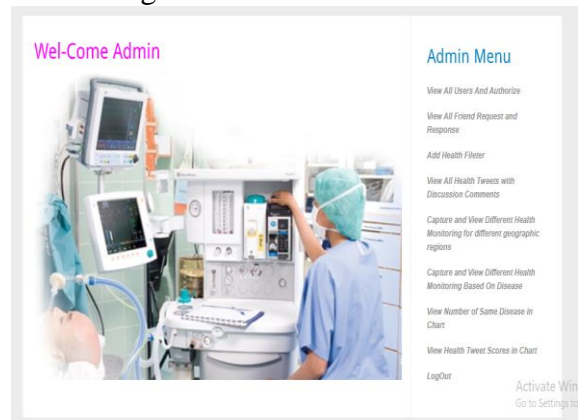 Wel-Come Admin
Admin Menu
View All Users And Authorize
View All Friend Request and
Response
Add Health Fileter
View All Health Tweets with
Discussion Comments
Capture and View Different Health
Monitoring for different geographic
regions
Capture and View Different Health
Monitoring Based On Disease
View Number of Same Disease in
Chart
View Health Tweet Scores in Chart
LogOut
Activate Win
Go to Settings to